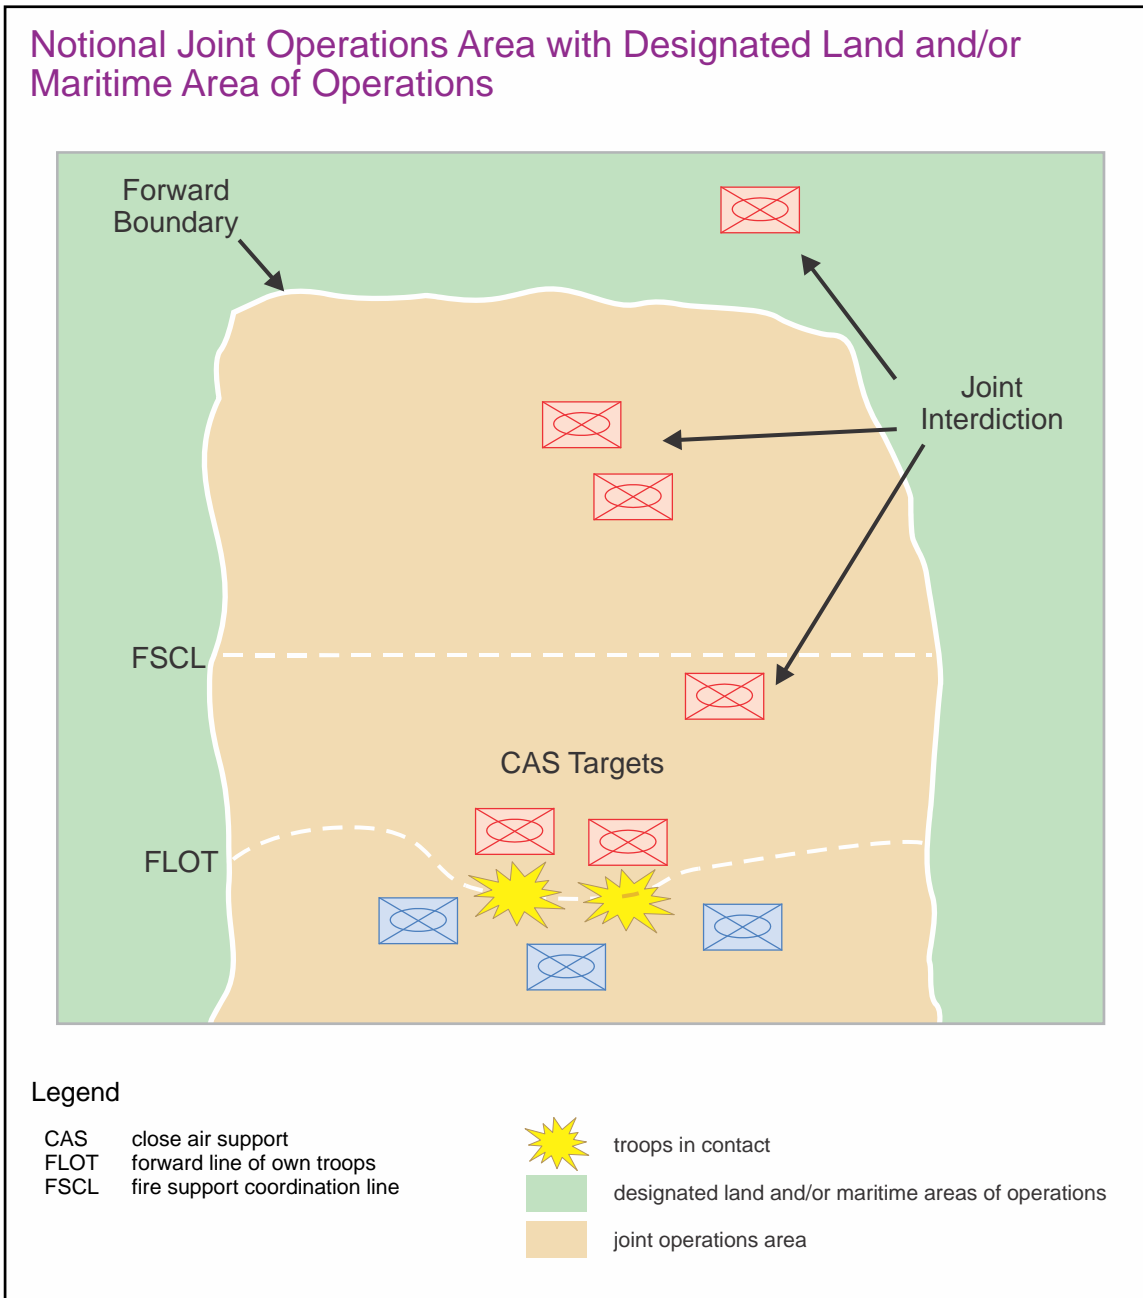 Notional Joint Operations Area with Designated Land and/or
Maritime Area of Operations
Forward
Boundary
Joint
Interdiction
FSCL
CAS Targets
FLOT
Legend
CAS close air support
FLOT forward line of own troops
FSCL fire support coordination line
troops in contact
designated land and/or maritime areas of operations
joint operations area